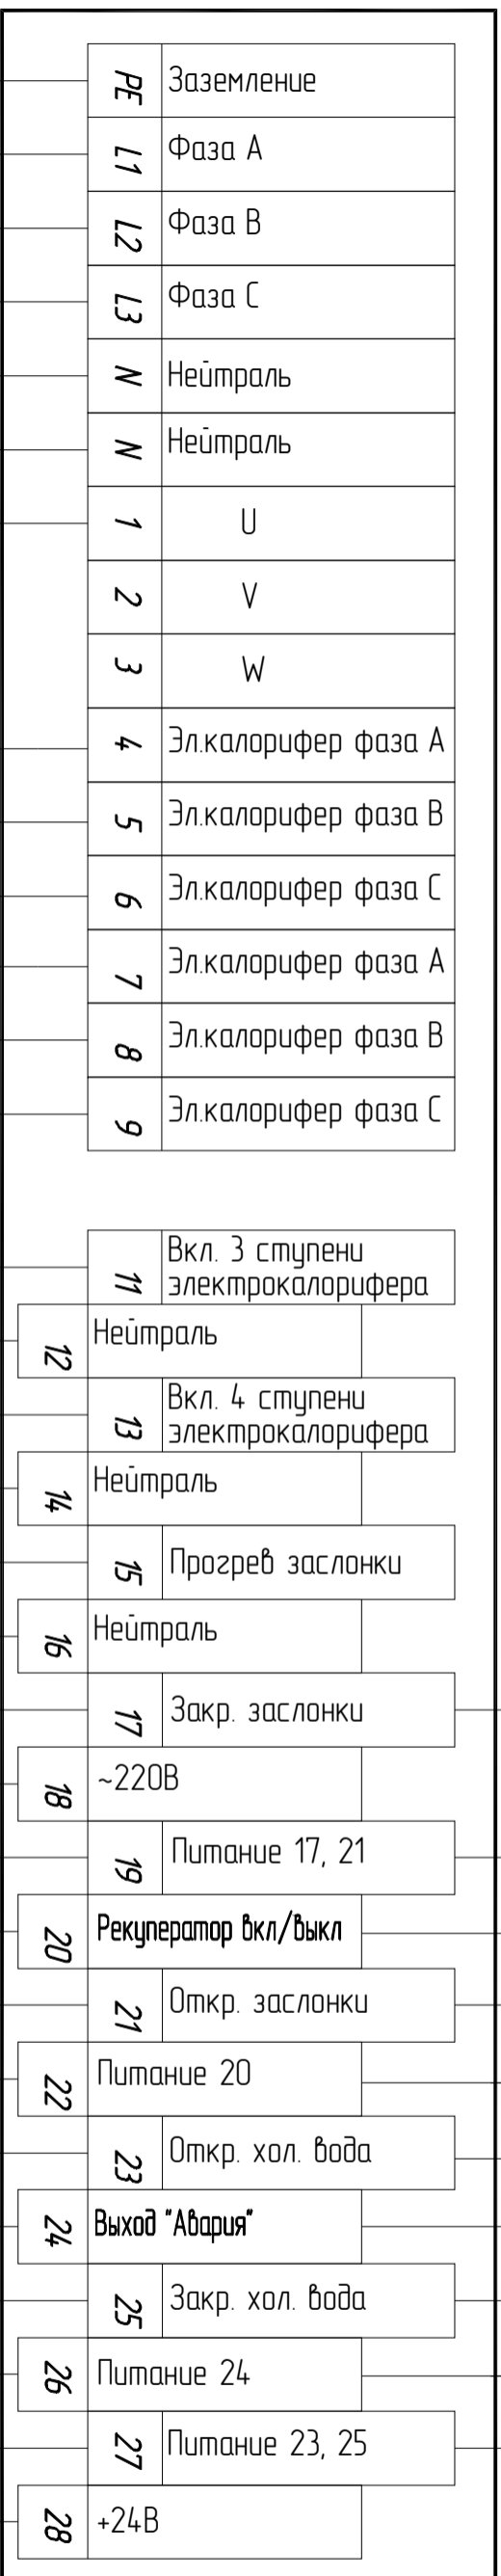 PE Заземление
L1 Фаза А
L2 Фаза В
L3 Фаза С
N Нейтраль
N Нейтраль
1 U
2 V
3 W
4 Эл.калорифер фаза А
5 Эл.калорифер фаза В
6 Эл.калорифер фаза С
7 Эл.калорифер фаза А
8 Эл.калорифер фаза В
9 Эл.калорифер фаза С
11 Вкл. 3 ступени
электрокалорифера
12 Нейтраль
13 Вкл. 4 ступени
электрокалорифера
14 Нейтраль
15 Прогрев заслонки
16 Нейтраль
17 Закр. заслонки
18 ~220В
19 Питание 17, 21
20 Рекуператор вкл/выкл
21 Откр. заслонки
22 Питание 20
23 Откр. хол. вода
24 Выход "Авария"
25 Закр. хол. вода
26 Питание 24
27 Питание 23, 25
28 +24В